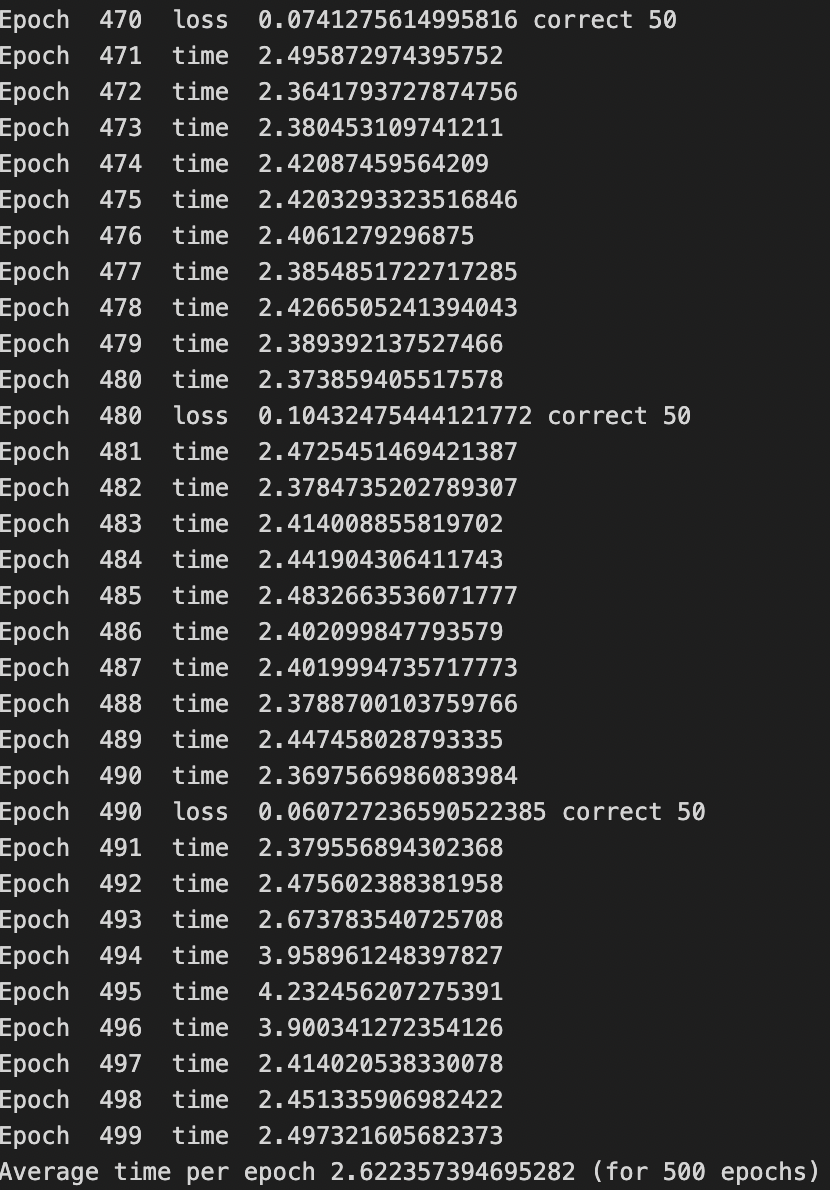 Epoch  470  loss  0.0741275614995816 correct 50
Epoch  471  time  2.495872974395752
Epoch  472  time  2.3641793727874756
Epoch  473  time  2.380453109741211
Epoch  474  time  2.42087459564209
Epoch  475  time  2.4203293323516846
Epoch  476  time  2.4061279296875
Epoch  477  time  2.3854851722717285
Epoch  478  time  2.4266505241394043
Epoch  479  time  2.389392137527466
Epoch  480  time  2.373859405517578
Epoch  480  loss  0.10432475444121772 correct 50
Epoch  481  time  2.4725451469421387
Epoch  482  time  2.3784735202789307
Epoch  483  time  2.414008855819702
Epoch  484  time  2.441904306411743
Epoch  485  time  2.4832663536071777
Epoch  486  time  2.402099847793579
Epoch  487  time  2.4019994735717773
Epoch  488  time  2.3788700103759766
Epoch  489  time  2.447458028793335
Epoch  490  time  2.3697566986083984
Epoch  490  loss  0.060727236590522385 correct 50
Epoch  491  time  2.379556894302368
Epoch  492  time  2.475602388381958
Epoch  493  time  2.673783540725708
Epoch  494  time  3.958961248397827
Epoch  495  time  4.232456207275391
Epoch  496  time  3.900341272354126
Epoch  497  time  2.414020538330078
Epoch  498  time  2.451335906982422
Epoch  499  time  2.497321605682373
Average time per epoch 2.622357394695282 (for 500 epochs)